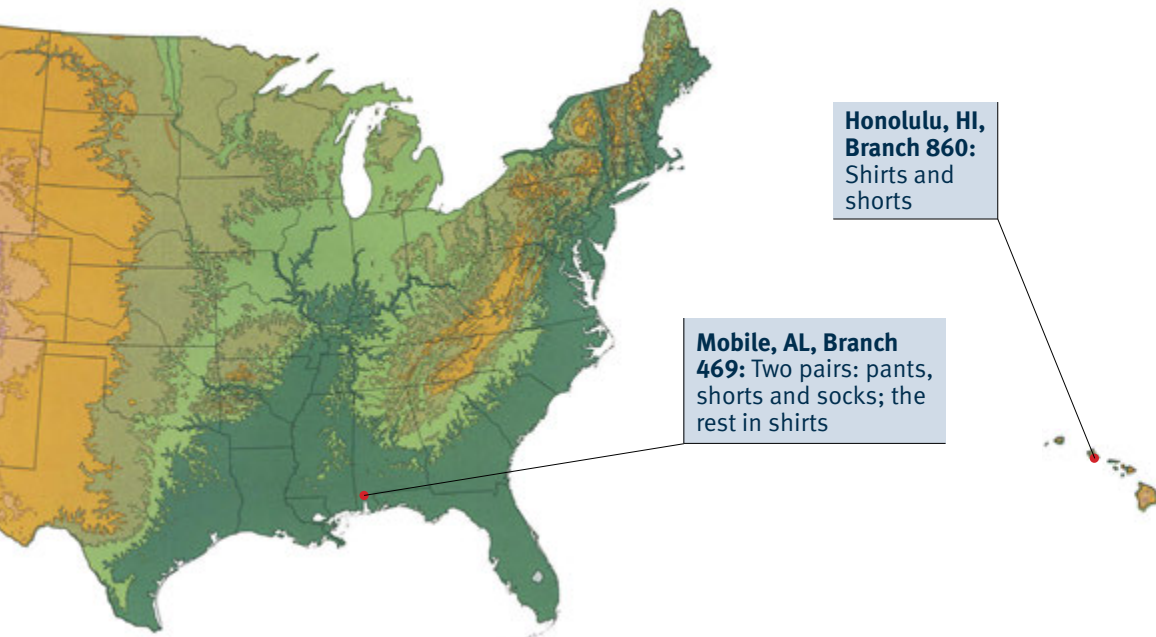 Honolulu, HI,
Branch 860:
Shirts and
shorts
Mobile, AL, Branch
469: Two pairs: pants,
shorts and socks; the
rest in shirts